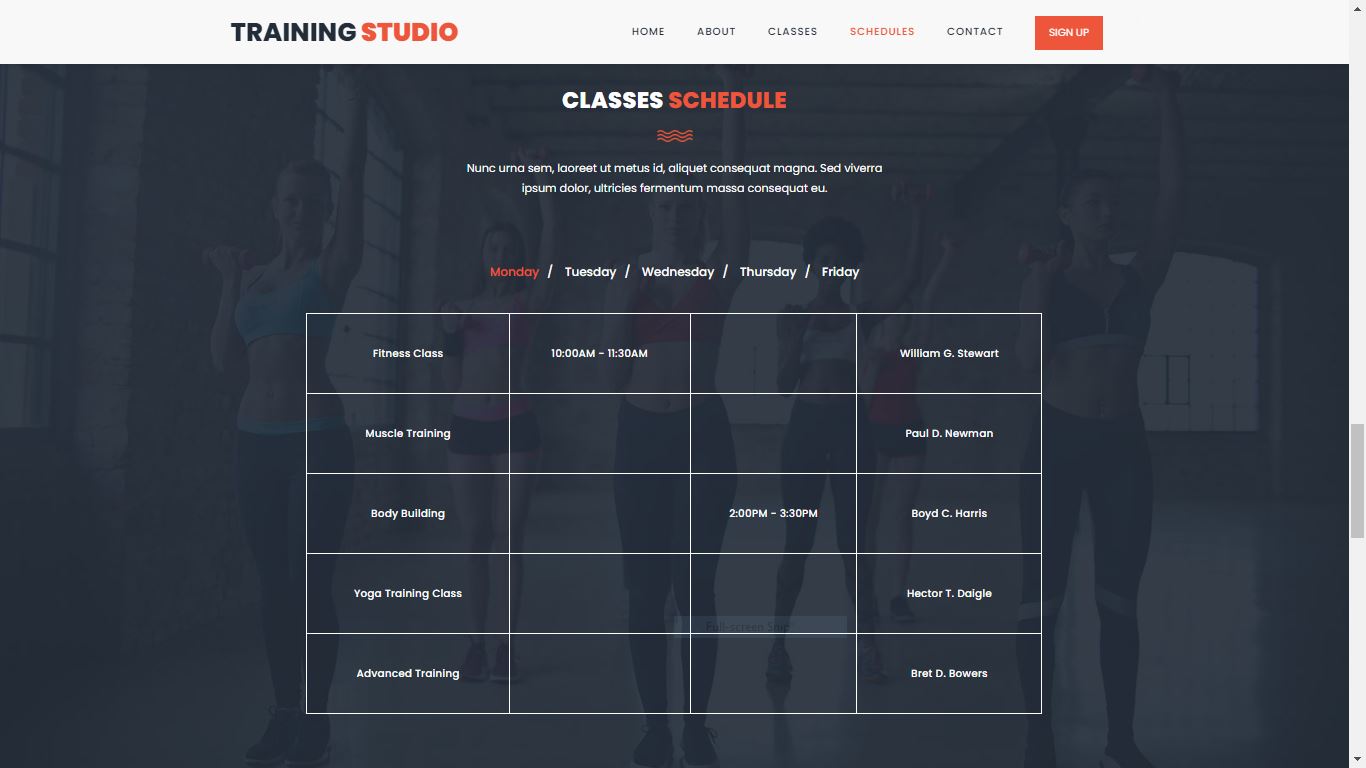 TRAINING STUDIO
HOME ABOUT CLASSES SCHEDULES CONTACT SIGN UP
CLASSES SCHEDULE
Nunc urna sem, laoreet ut metus id, aliquet consequat magna. Sed viverra
ipsum dolor, ultricies fermentum massa consequat eu.
Monday / Tuesday / Wednesday / Thursday / Friday
Fitness Class 10:00AM - 11:30AM William G. Stewart
Muscle Training Paul D. Newman
Body Building 2:00PM - 3:30PM Boyd C. Harris
Yoga Training Class Hector T. Daigle
Full-screen Snip
Advanced Training Bret D. Bowers